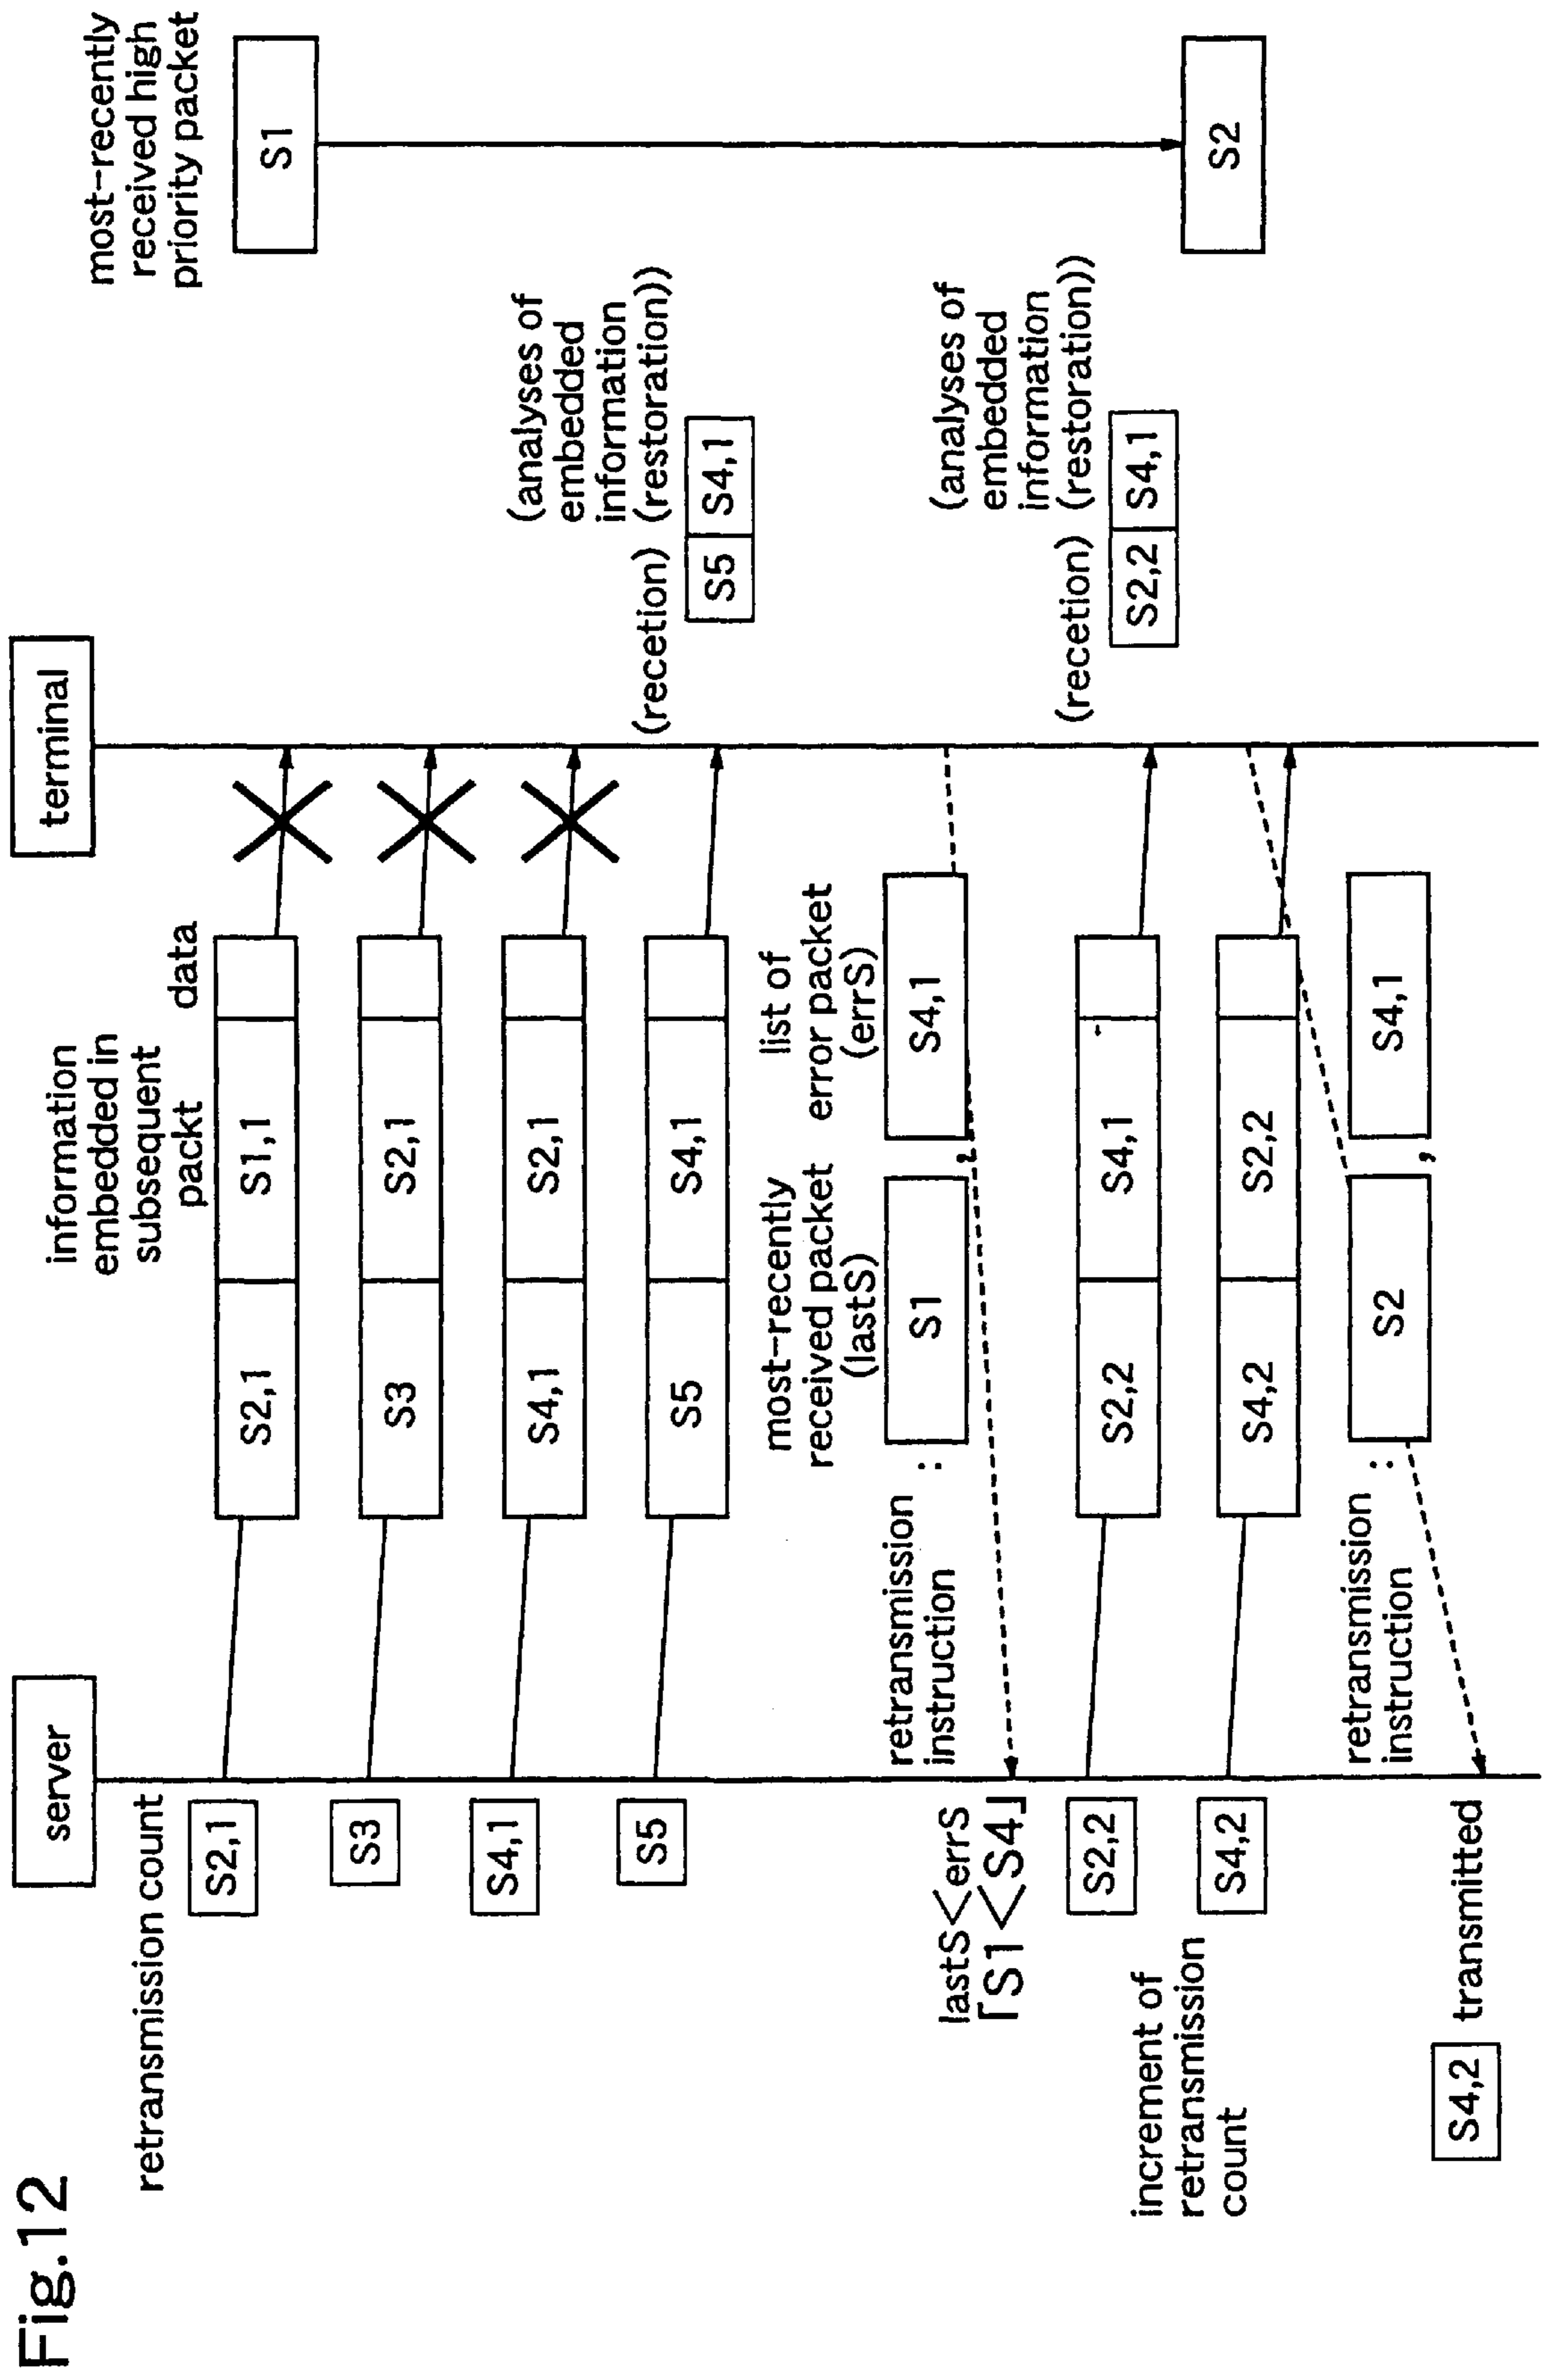 Fig.12
server
terminal
most-recently
received high
priority packet
S1
S2
retransmission count
information
embedded in
subsequent
packt
data
S2,1
S2,1
S1,1
S3
S3
S2,1
S4,1
S4,1
S2,1
S5
S5
S4,1
(recetion)
(analyses of
embedded
information
(restoration))
S5
S4,1
most-recently
received packet
(lastS)
list of
error packet
(errS)
retransmission
instruction
:
S1
,
S4,1
lastS<errS
「S1<S4」
increment of
retransmission
count
S2,2
S2,2
S4,1
(recetion)
(analyses of
embedded
information
(restoration))
S2,2
S4,1
S4,2
S4,2
S2,2
retransmission
instruction
:
S2
,
S4,1
S4,2
transmitted